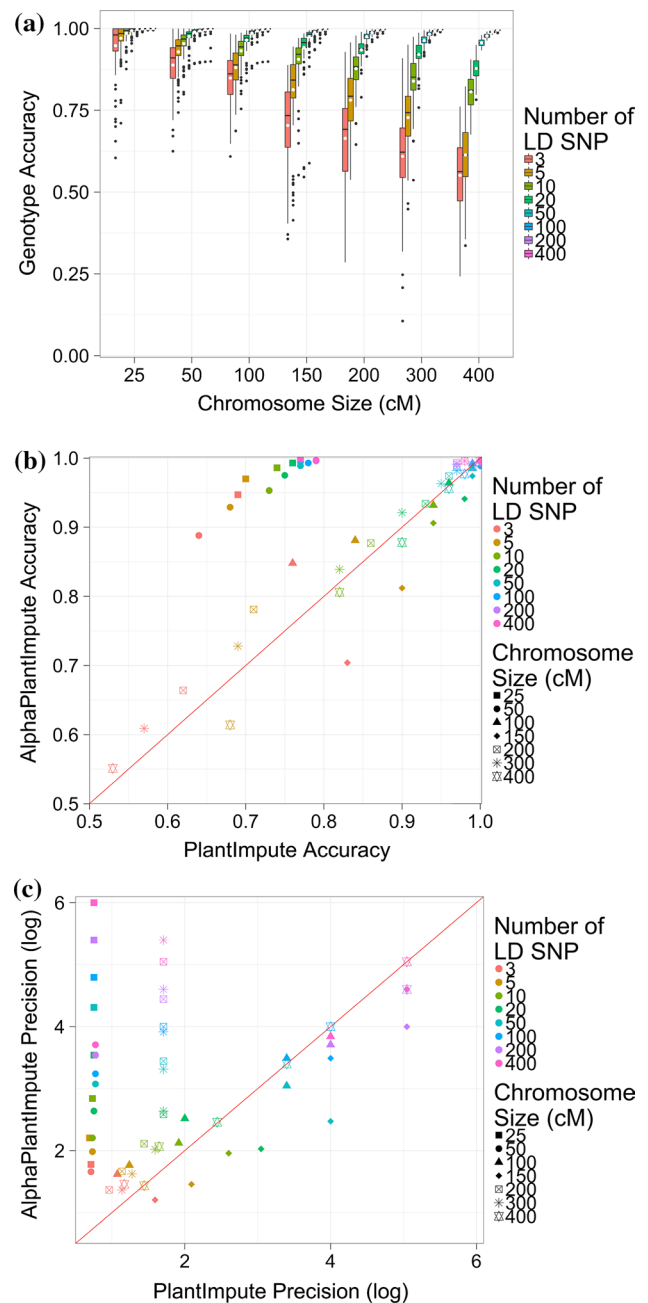 (a)
1.00
0.75
0.50
0.25
0.00
Genotype Accuracy
25 50 100 150 200 300 400
Chromosome Size (cM)
Number of
LD SNP
3
5
10
20
50
100
200
400
(b)
1.0
0.9
0.8
0.7
0.6
0.5
AlphaPlantImpute Accuracy
0.5 0.6 0.7 0.8 0.9 1.0
PlantImpute Accuracy
Number of
LD SNP
3
5
10
20
50
100
200
400
Chromosome
Size (cM)
25
50
100
150
200
300
400
(c)
6
4
2
AlphaPlantImpute Precision (log)
2 4 6
PlantImpute Precision (log)
Number of
LD SNP
3
5
10
20
50
100
200
400
Chromosome
Size (cM)
25
50
100
150
200
300
400